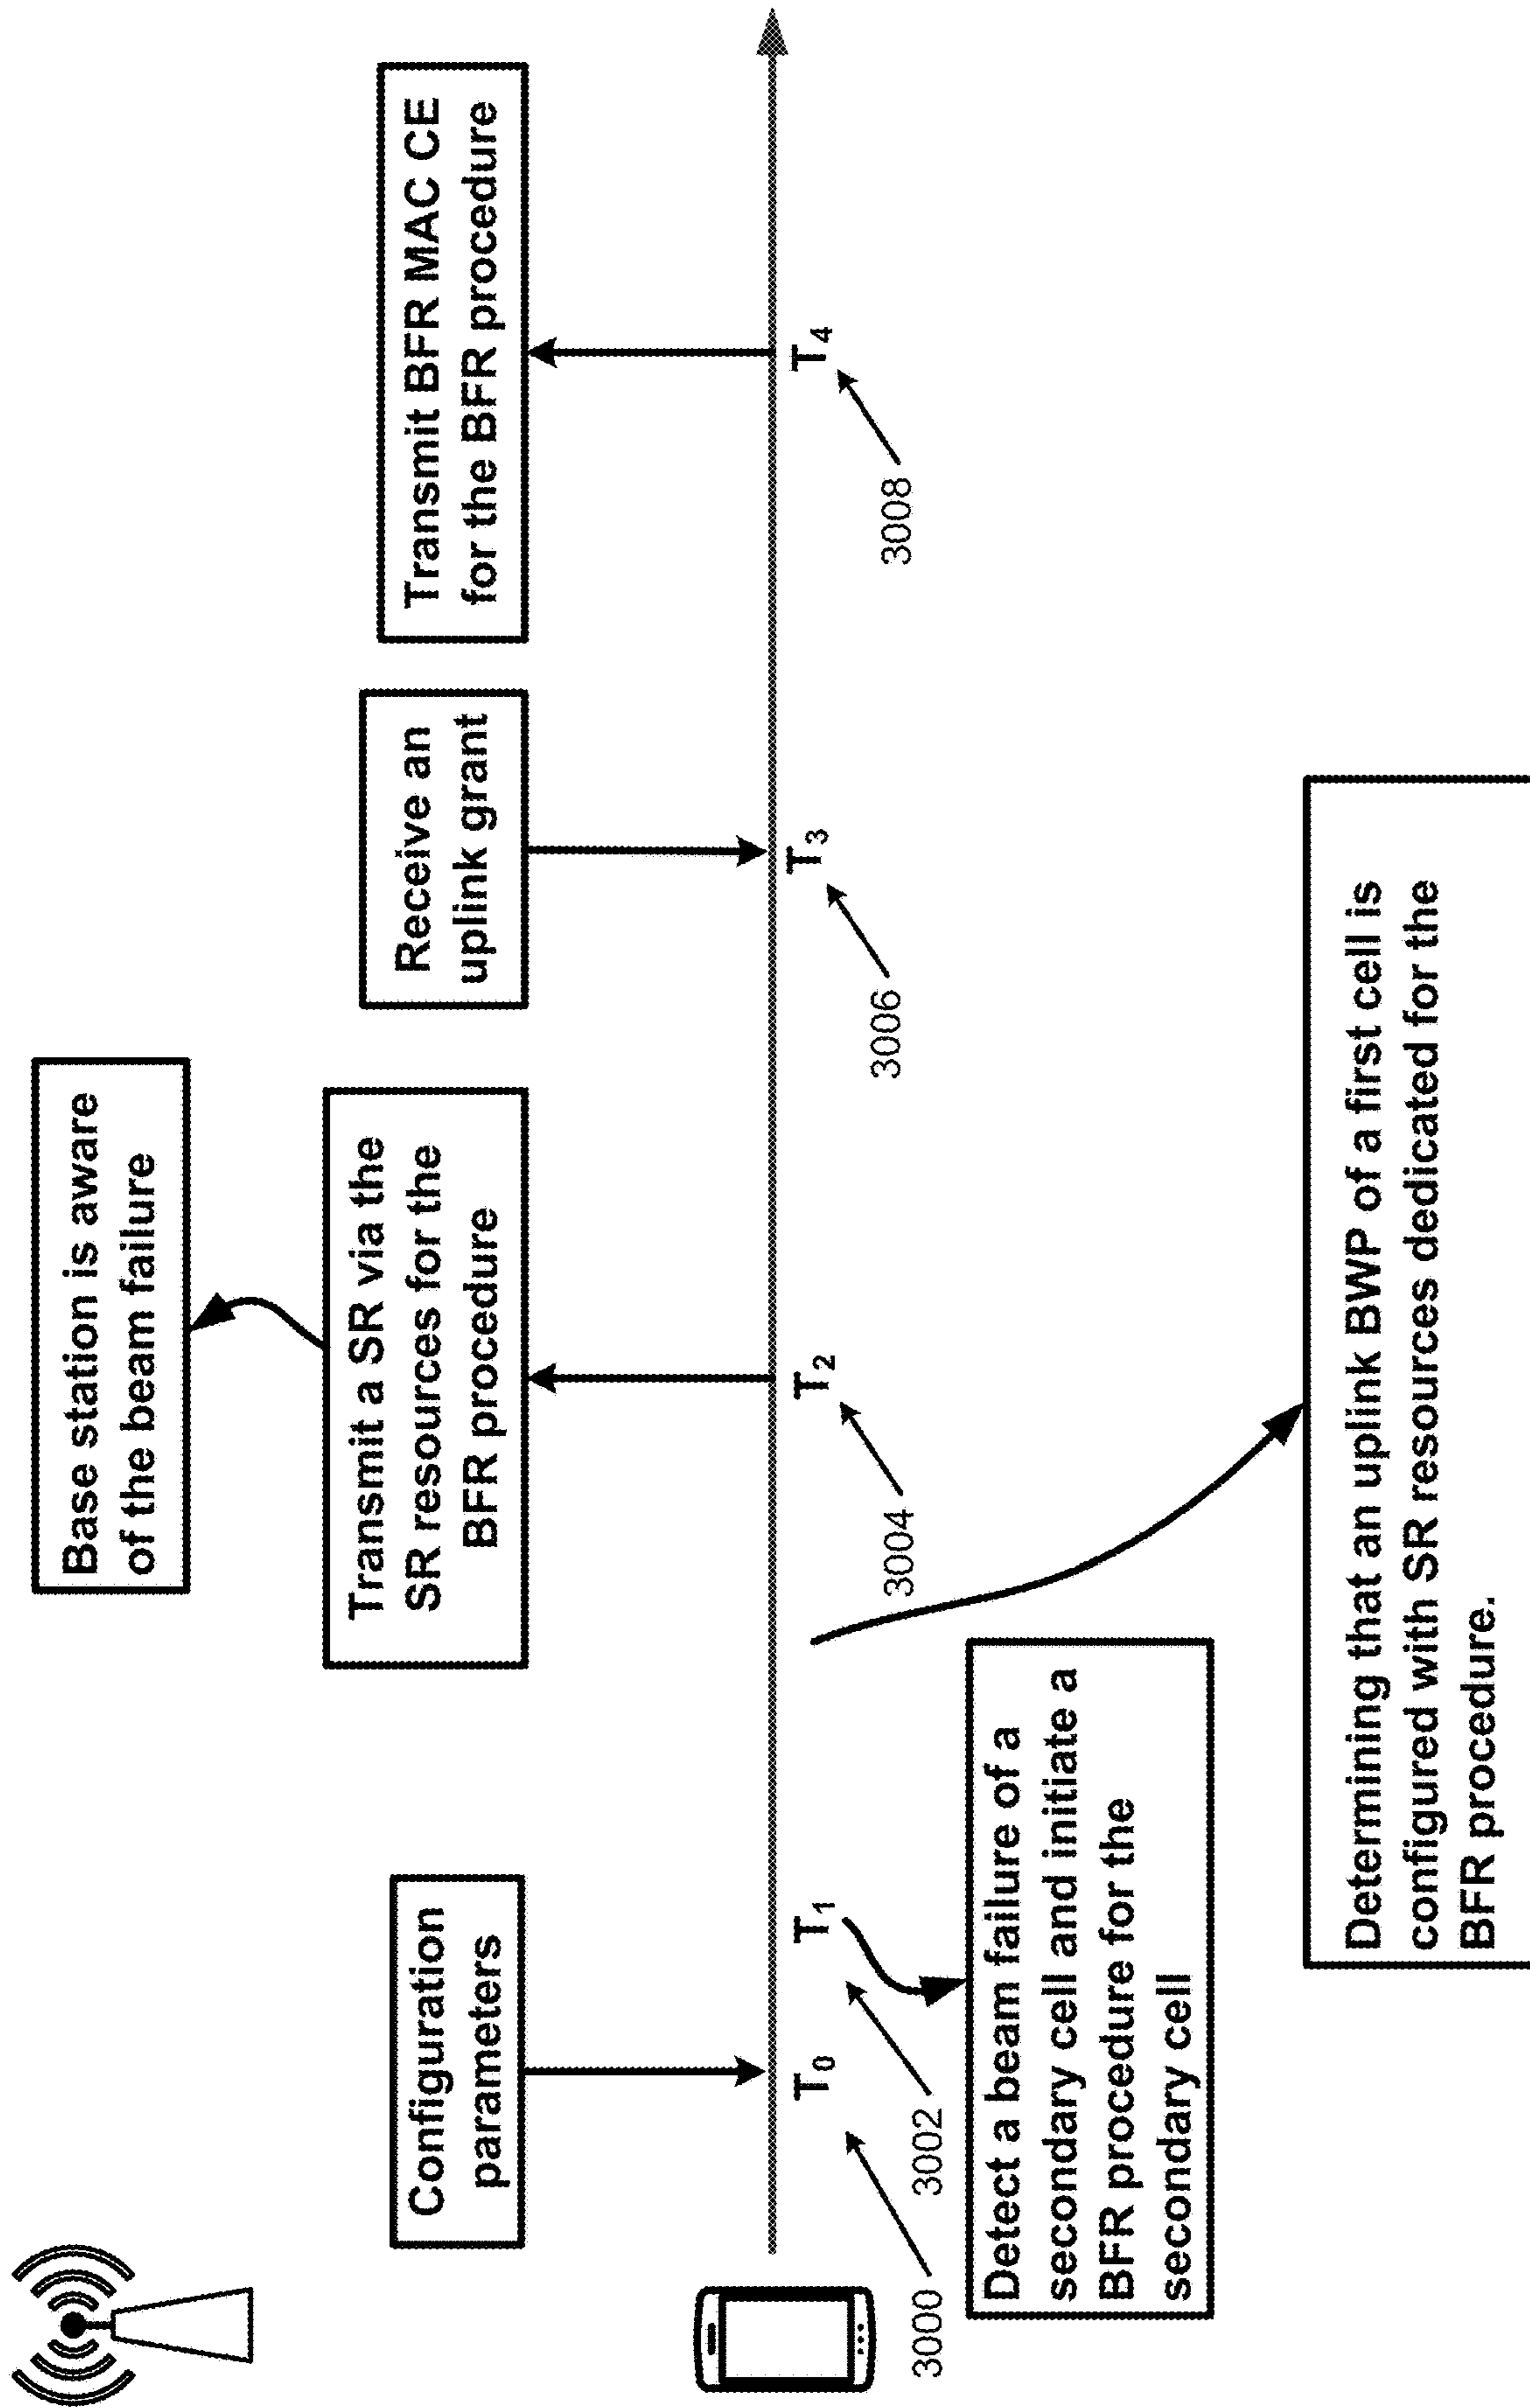 Base station is aware
of the beam failure
Configuration
parameters
Transmit a SR via the
SR resources for the
BFR procedure
Receive an
uplink grant
Transmit BFR MAC CE
for the BFR procedure
T0
T1
T2
T3
T4
3000
3002
3004
3006
3008
Detect a beam failure of a
secondary cell and initiate a
BFR procedure for the
secondary cell
Determining that an uplink BWP of a first cell is
configured with SR resources dedicated for the
BFR procedure.